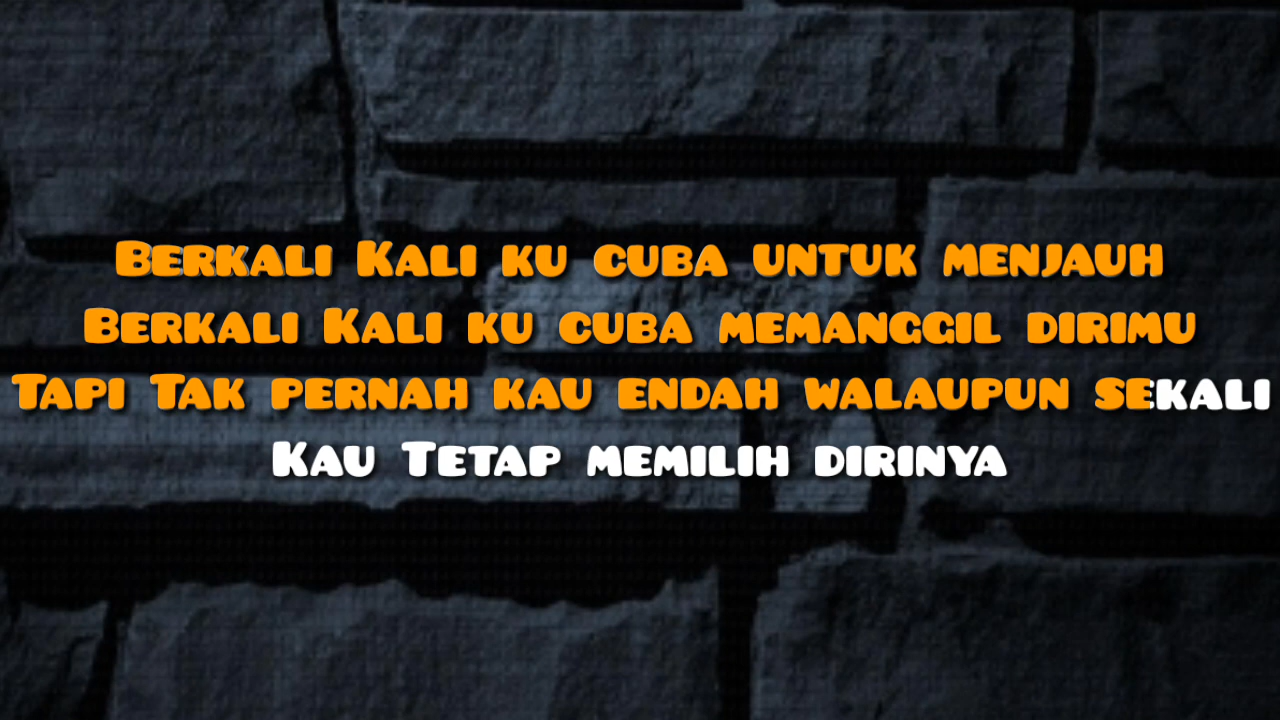 Berkali Kali ku cuba untuk menjauh
Berkali Kali ku cuba memanggil dirimu
Tapi Tak pernah kau endah walaupun sekali
Kau Tetap memilih dirinya